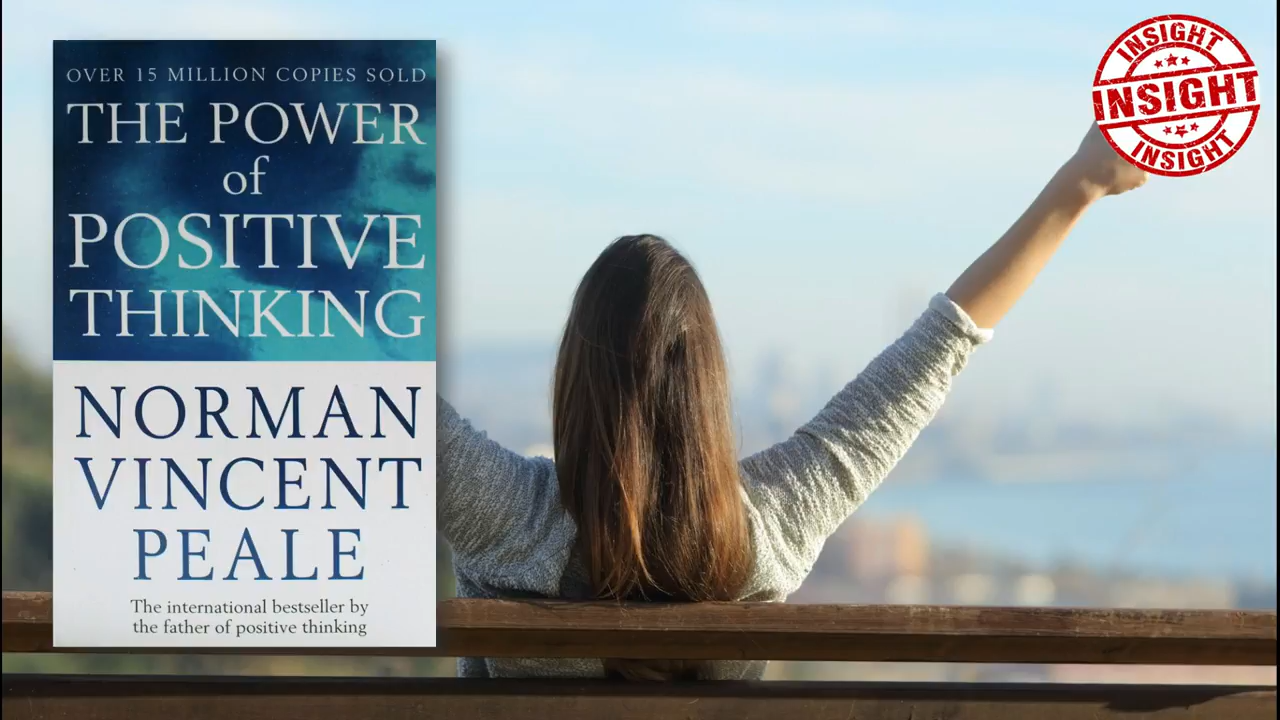 OVER 15 MILLION COPIES SOLD
THE POWER
of
POSITIVE
THINKING
NORMAN
VINCENT
PEALE
The international bestseller by
the father of positive thinking
INSIGHT
INSIGHT
INSIGHT